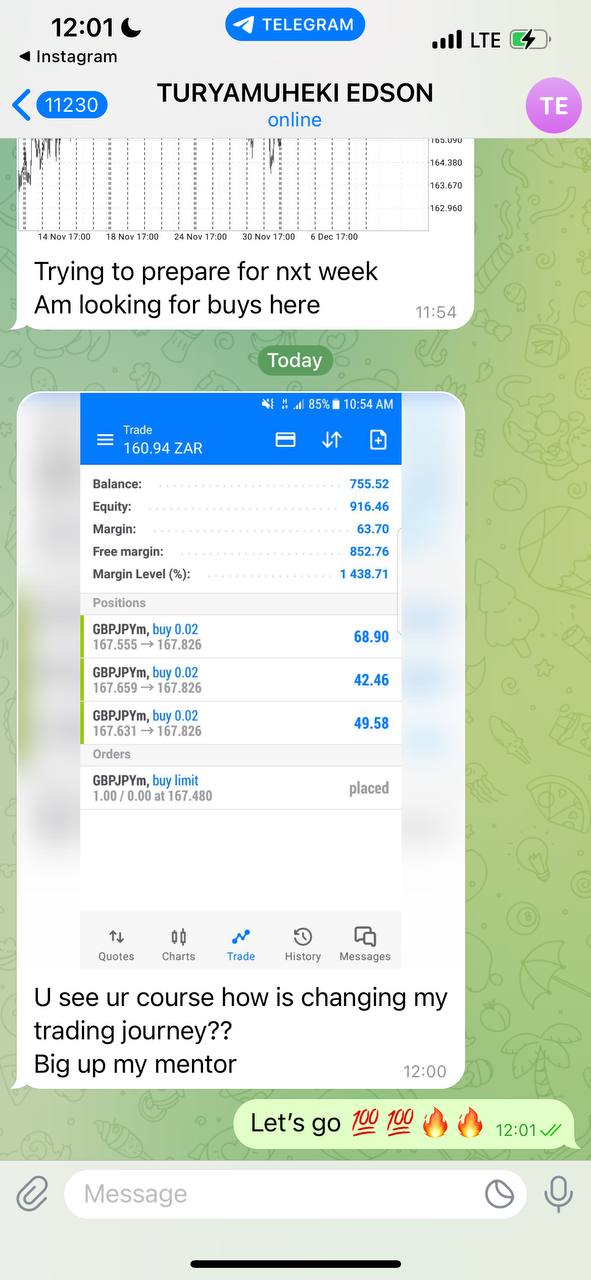 12:01
TELEGRAM
LTE
Instagram
11230
TURYAMUHEKI EDSON
online
TE
165.090
164.380
163.670
162.960
14 Nov 17:00 18 Nov 17:00 24 Nov 17:00 30 Nov 17:00 6 Dec 17:00
Trying to prepare for nxt week
Am looking for buys here
11:54
Today
85% 10:54 AM
Trade
160.94 ZAR
Balance: 755.52
Equity: 916.46
Margin: 63.70
Free margin: 852.76
Margin Level (%): 1 438.71
Positions
GBPJPYm, buy 0.02
167.555 → 167.826
68.90
GBPJPYm, buy 0.02
167.659 → 167.826
42.46
GBPJPYm, buy 0.02
167.631 → 167.826
49.58
Orders
GBPJPYm, buy limit
1.00 / 0.00 at 167.480
placed
Quotes Charts Trade History Messages
U see ur course how is changing my
trading journey??
Big up my mentor
12:00
Let's go 💯 💯 🔥 🔥 12:01
Message